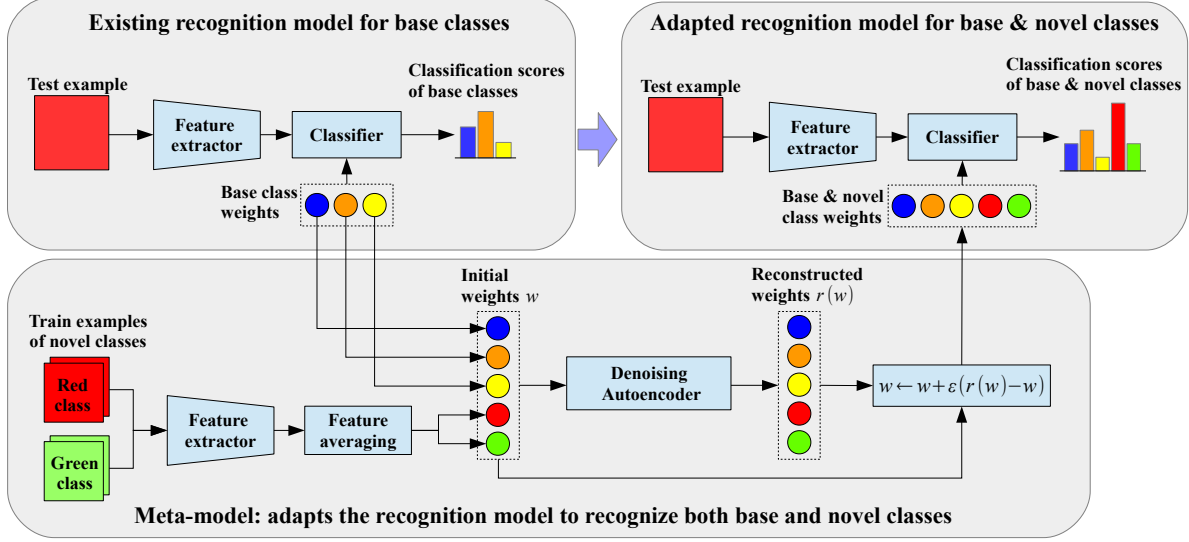 Existing recognition model for base classes
Test example
Feature
extractor
Classifier
Classification scores
of base classes
Base class
weights
Adapted recognition model for base & novel classes
Test example
Feature
extractor
Classifier
Classification scores
of base & novel classes
Base & novel
class weights
Train examples
of novel classes
Red
class
Green
class
Feature
extractor
Feature
averaging
Initial
weights w
Denoising
Autoencoder
Reconstructed
weights r(w)
w ← w + ε(r(w) − w)
Meta-model: adapts the recognition model to recognize both base and novel classes